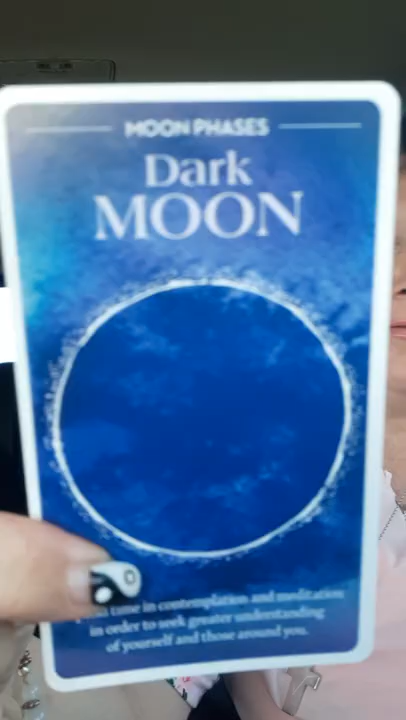 MOON PHASES
Dark
MOON
time in contemplation and meditation
in order to seek greater understanding
of yourself and those around you.